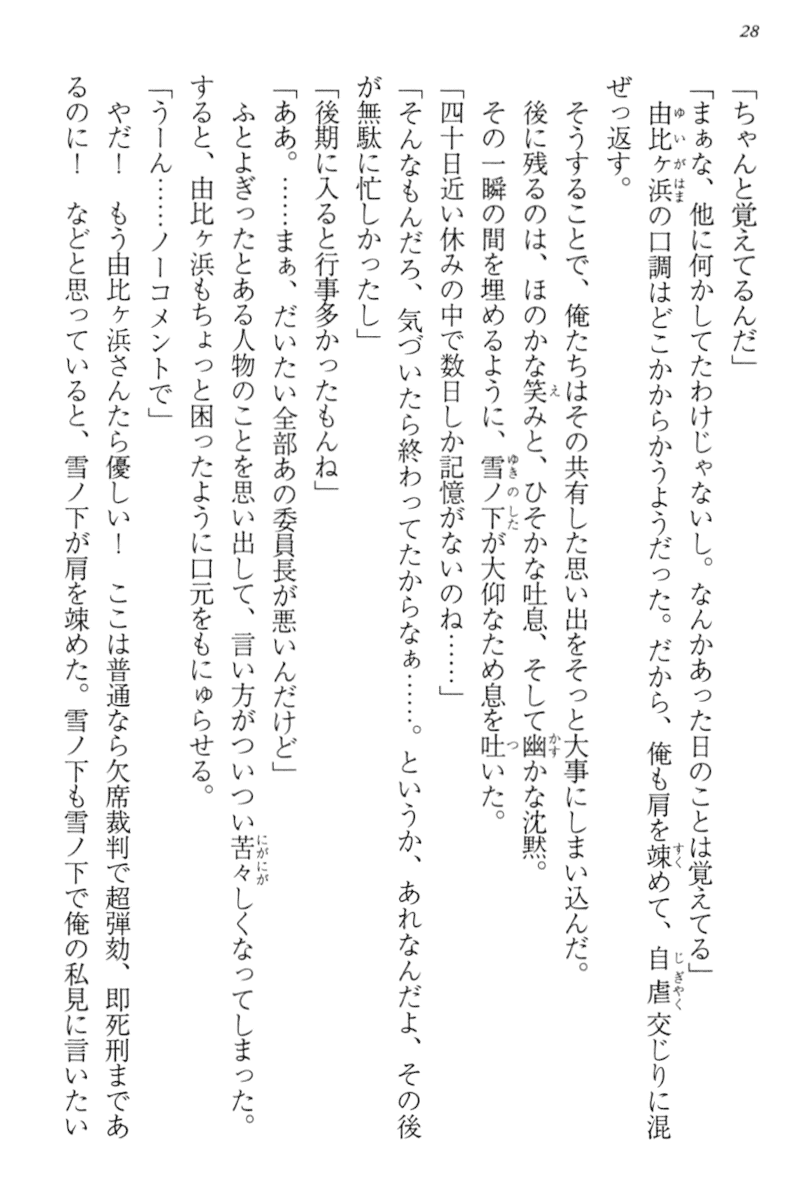 28
「ちゃんと覚えてるんだ」
「まぁな、他に何かしてたわけじゃないし。なんかあった日のことは覚えてる」
由比ヶ浜の口調はどこかからかうようだった。だから、俺も肩を竦めて、自虐交じりに混
ぜっ返す。
そうすることで、俺たちはその共有した思い出をそっと大事にしまい込んだ。
後に残るのは、ほのかな笑みと、ひそかな吐息、そして幽かな沈黙。
その一瞬の間を埋めるように、雪ノ下が大仰なため息を吐いた。
「四十日近い休みの中で数日しか記憶がないのね……」
「そんなもんだろ、気づいたら終わってたからなぁ……。というか、あれなんだよ、その後
が無駄に忙しかったし」
「後期に入ると行事多かったもんね」
「ああ。……まぁ、だいたい全部あの委員長が悪いんだけど」
ふとよぎったとある人物のことを思い出して、言い方がついつい苦々しくなってしまった。
すると、由比ヶ浜もちょっと困ったように口元をもにゅらせる。
「うーん……ノーコメントで」
やだ！　もう由比ヶ浜さんたら優しい！　ここは普通なら欠席裁判で超弾劾、即死刑まであ
るのに！　などと思っていると、雪ノ下が肩を竦めた。雪ノ下も雪ノ下で俺の私見に言いたい